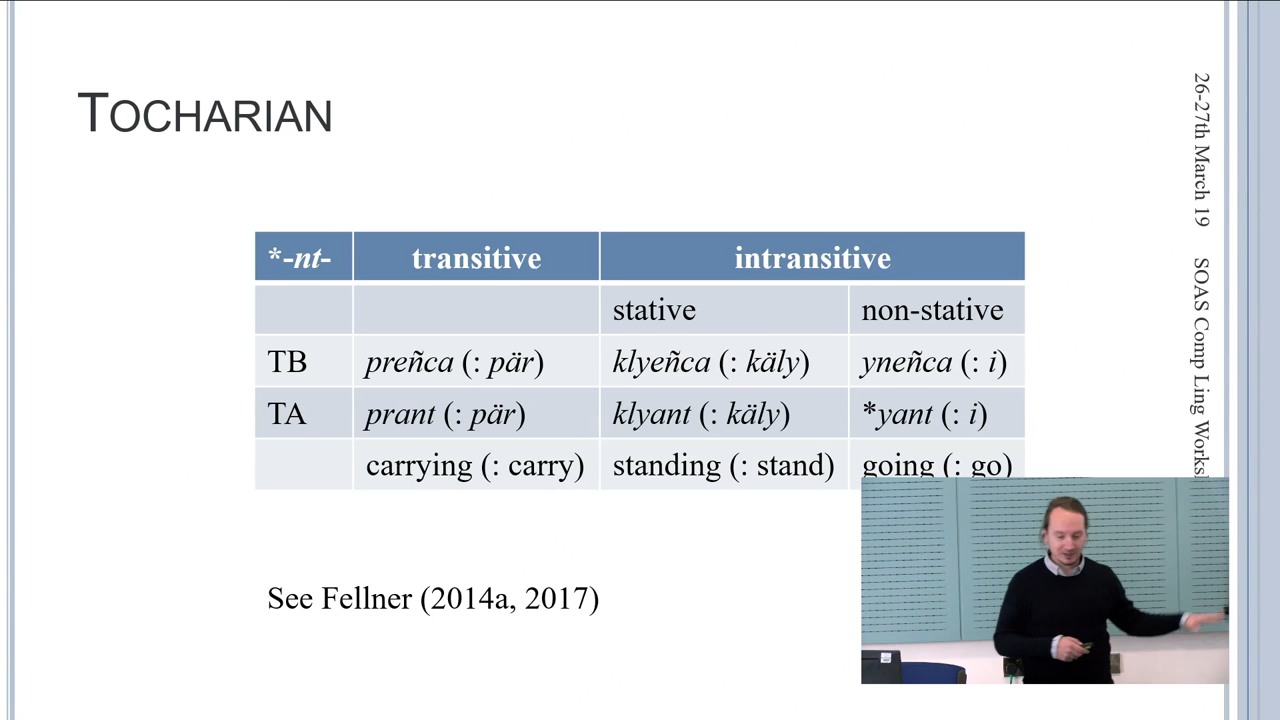 TOCHARIAN
*-nt- transitive intransitive
stative non-stative
TB preñca (: pär) klyeñca (: käly) yneñca (: i)
TA prant (: pär) klyant (: käly) *yant (: i)
carrying (: carry) standing (: stand) going (: go)
See Fellner (2014a, 2017)
26-27th March 19 SOAS Comp Ling Works